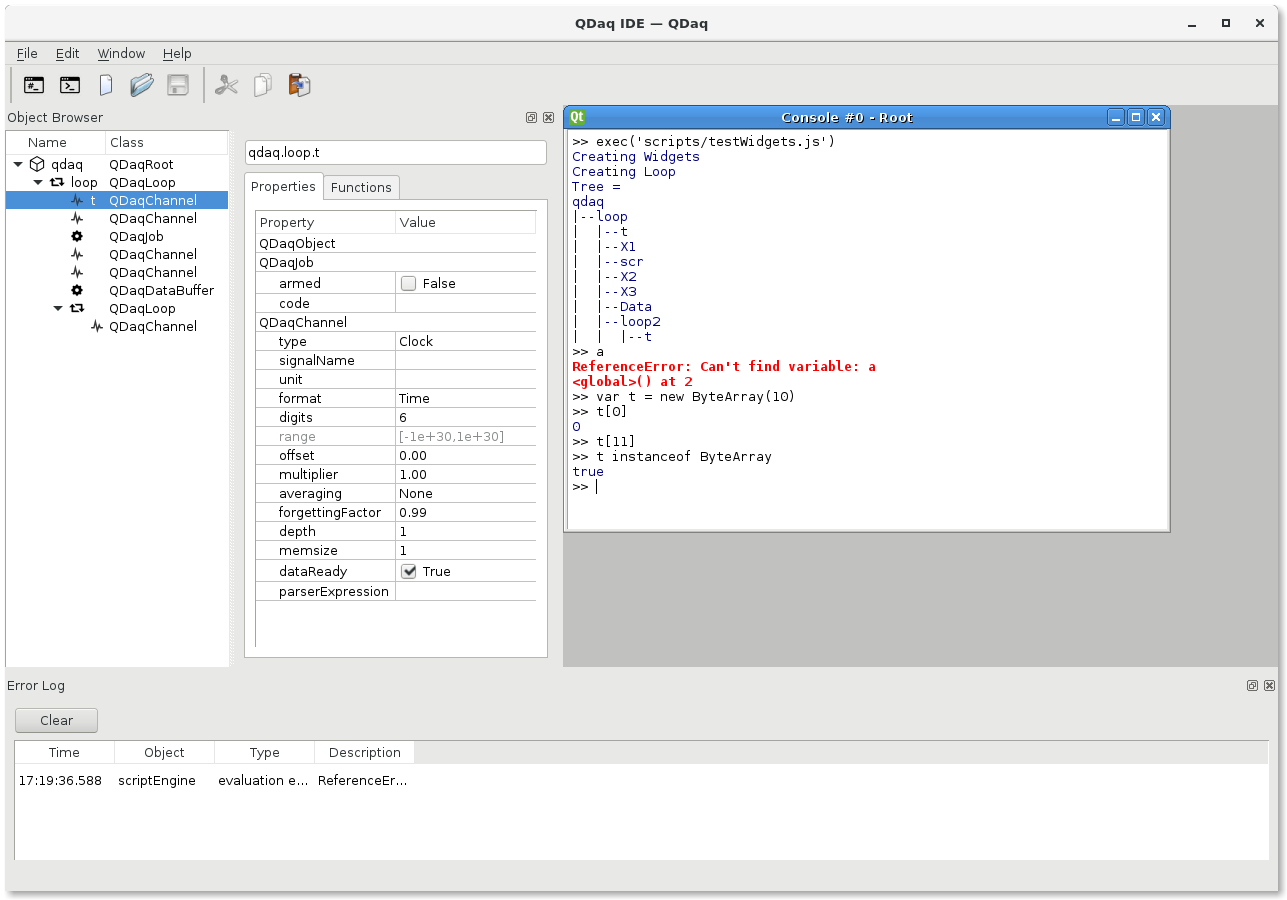 QDaq IDE — QDaq
File Edit Window Help
Object Browser
Name Class
qdaq QDaqRoot
loop QDaqLoop
t QDaqChannel
QDaqChannel
QDaqJob
QDaqChannel
QDaqChannel
QDaqDataBuffer
QDaqLoop
QDaqChannel
qdaq.loop.t
Properties Functions
Property Value
QDaqObject
QDaqJob
armed False
code
QDaqChannel
type Clock
signalName
unit
format Time
digits 6
range [-1e+30,1e+30]
offset 0.00
multiplier 1.00
averaging None
forgettingFactor 0.99
depth 1
memsize 1
dataReady True
parserExpression
Qt Console #0 - Root
>> exec('scripts/testWidgets.js')
Creating Widgets
Creating Loop
Tree =
qdaq
|--loop
|  |--t
|  |--X1
|  |--scr
|  |--X2
|  |--X3
|  |--Data
|  |--loop2
|  |  |--t
>> a
ReferenceError: Can't find variable: a
<global>() at 2
>> var t = new ByteArray(10)
>> t[0]
0
>> t[11]
>> t instanceof ByteArray
true
>>
Error Log
Clear
Time Object Type Description
17:19:36.588 scriptEngine evaluation e... ReferenceEr...